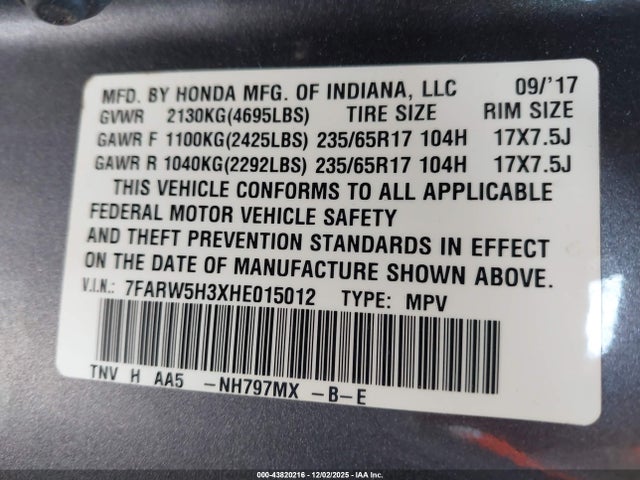 MFD. BY HONDA MFG. OF INDIANA, LLC 09/'17
GVWR 2130KG(4695LBS) TIRE SIZE RIM SIZE
GAWR F 1100KG(2425LBS) 235/65R17 104H 17X7.5J
GAWR R 1040KG(2292LBS) 235/65R17 104H 17X7.5J
THIS VEHICLE CONFORMS TO ALL APPLICABLE
FEDERAL MOTOR VEHICLE SAFETY
AND THEFT PREVENTION STANDARDS IN EFFECT
ON THE DATE OF MANUFACTURE SHOWN ABOVE.
V.I.N.: 7FARW5H3XHE015012 TYPE: MPV
TNV H AA5 -NH797MX -B-E
000-43820216 - 12/02/2025 - IAA Inc.